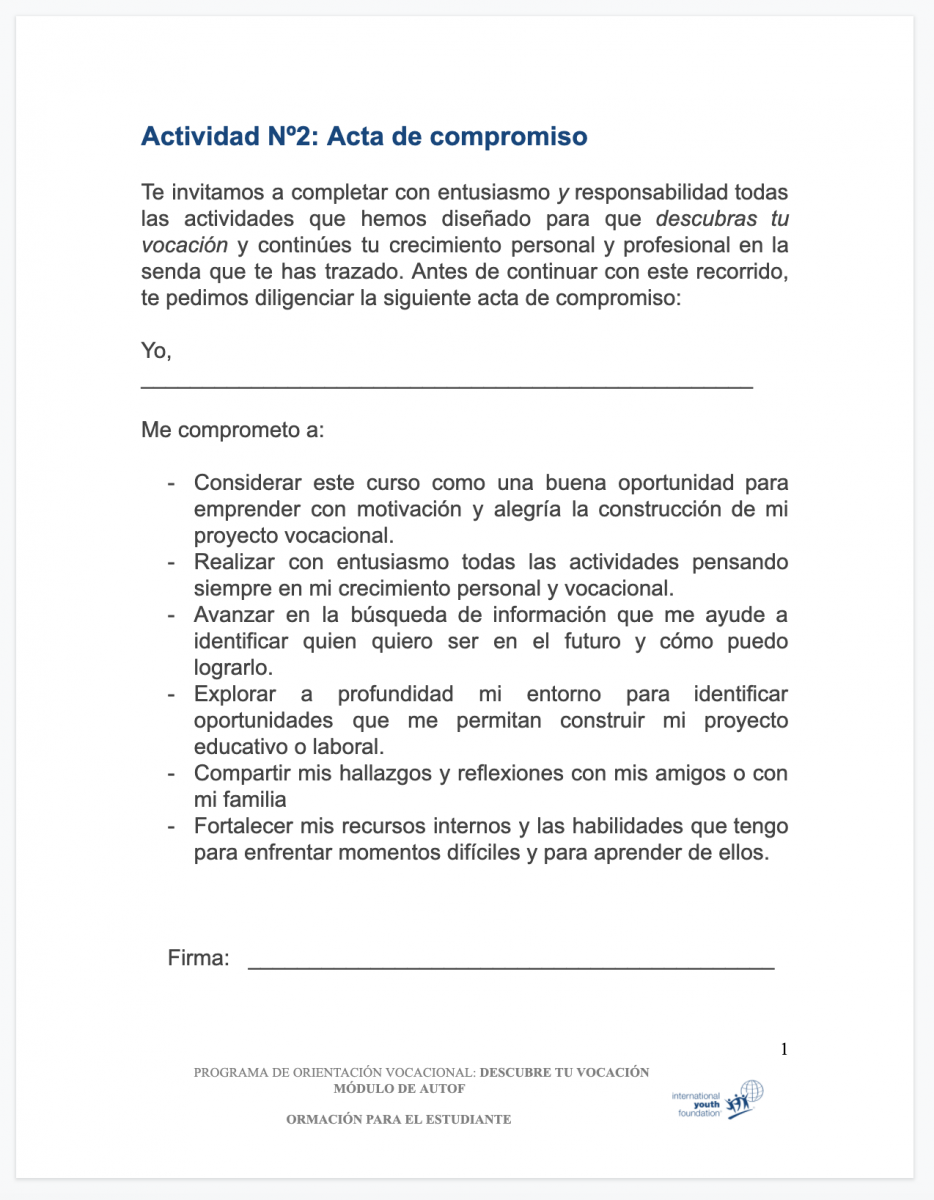 Actividad Nº2: Acta de compromiso
Te invitamos a completar con entusiasmo y responsabilidad todas
las actividades que hemos diseñado para que descubras tu
vocación y continúes tu crecimiento personal y profesional en la
senda que te has trazado. Antes de continuar con este recorrido,
te pedimos diligenciar la siguiente acta de compromiso:
Yo,
Me comprometo a:
- Considerar este curso como una buena oportunidad para
emprender con motivación y alegría la construcción de mi
proyecto vocacional.
- Realizar con entusiasmo todas las actividades pensando
siempre en mi crecimiento personal y vocacional.
- Avanzar en la búsqueda de información que me ayude a
identificar quien quiero ser en el futuro y cómo puedo
lograrlo.
- Explorar a profundidad mi entorno para identificar
oportunidades que me permitan construir mi proyecto
educativo o laboral.
- Compartir mis hallazgos y reflexiones con mis amigos o con
mi familia
- Fortalecer mis recursos internos y las habilidades que tengo
para enfrentar momentos difíciles y para aprender de ellos.
Firma:
1
PROGRAMA DE ORIENTACIÓN VOCACIONAL: DESCUBRE TU VOCACIÓN
MÓDULO DE AUTOF
ORMACIÓN PARA EL ESTUDIANTE
international
youth
foundation